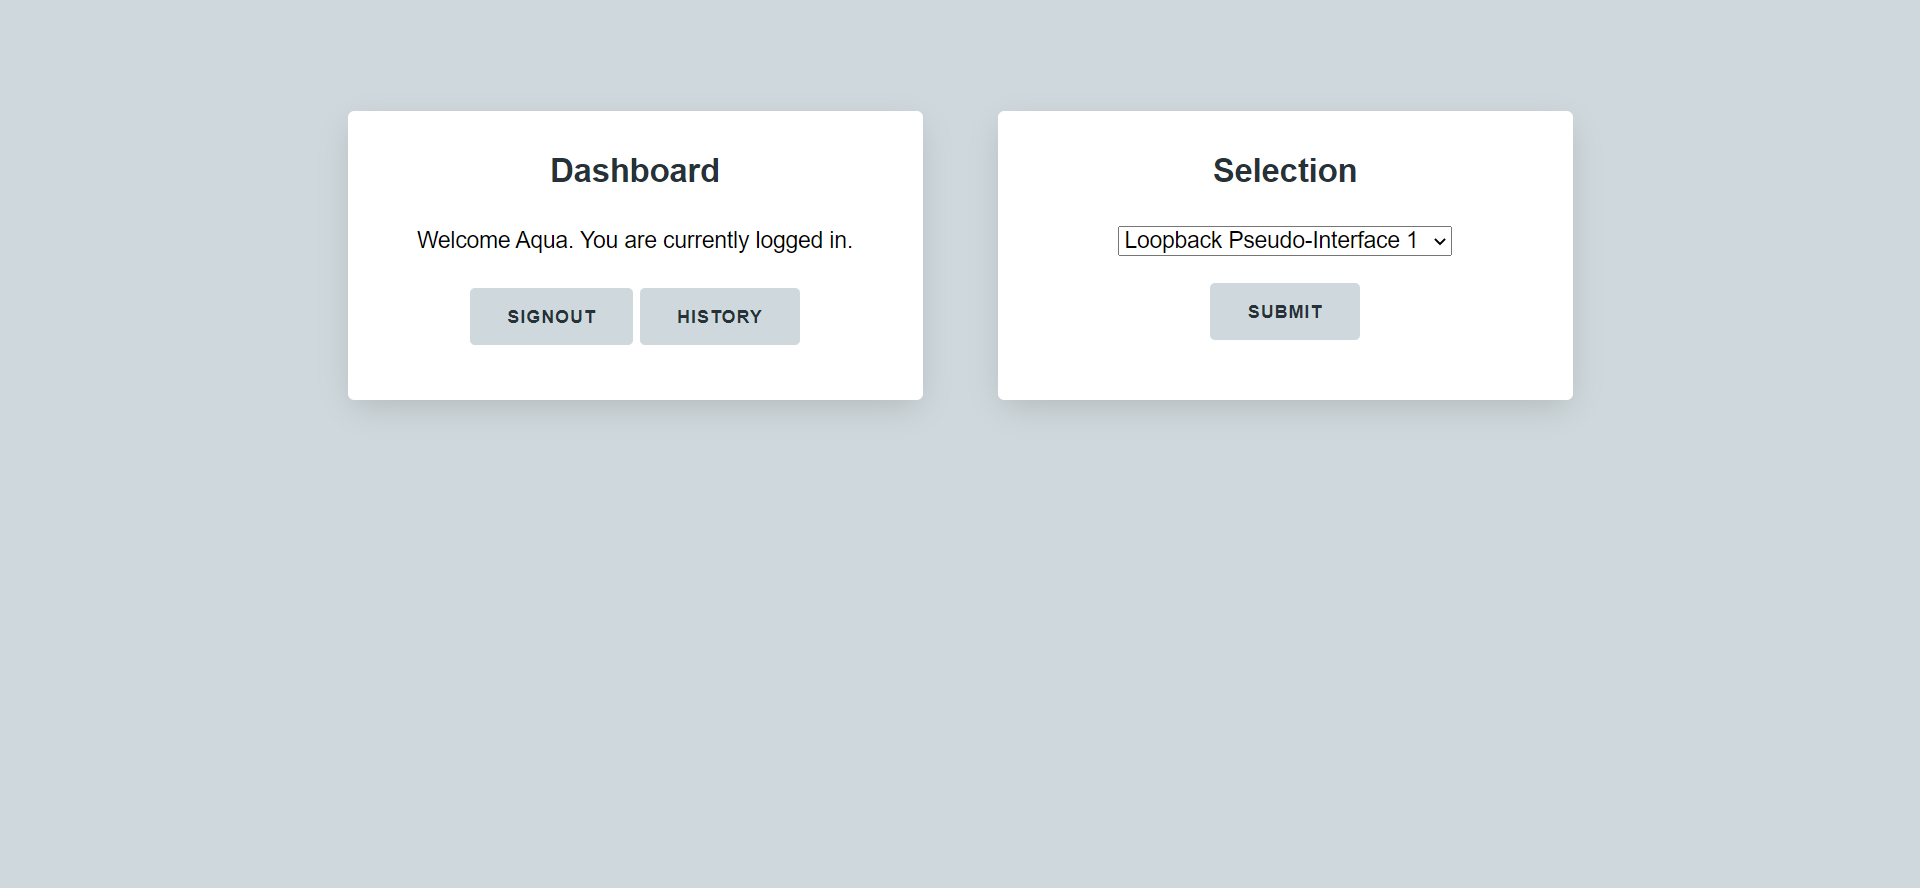 Dashboard
Welcome Aqua. You are currently logged in.
SIGNOUT HISTORY
Selection
Loopback Pseudo-Interface 1
SUBMIT